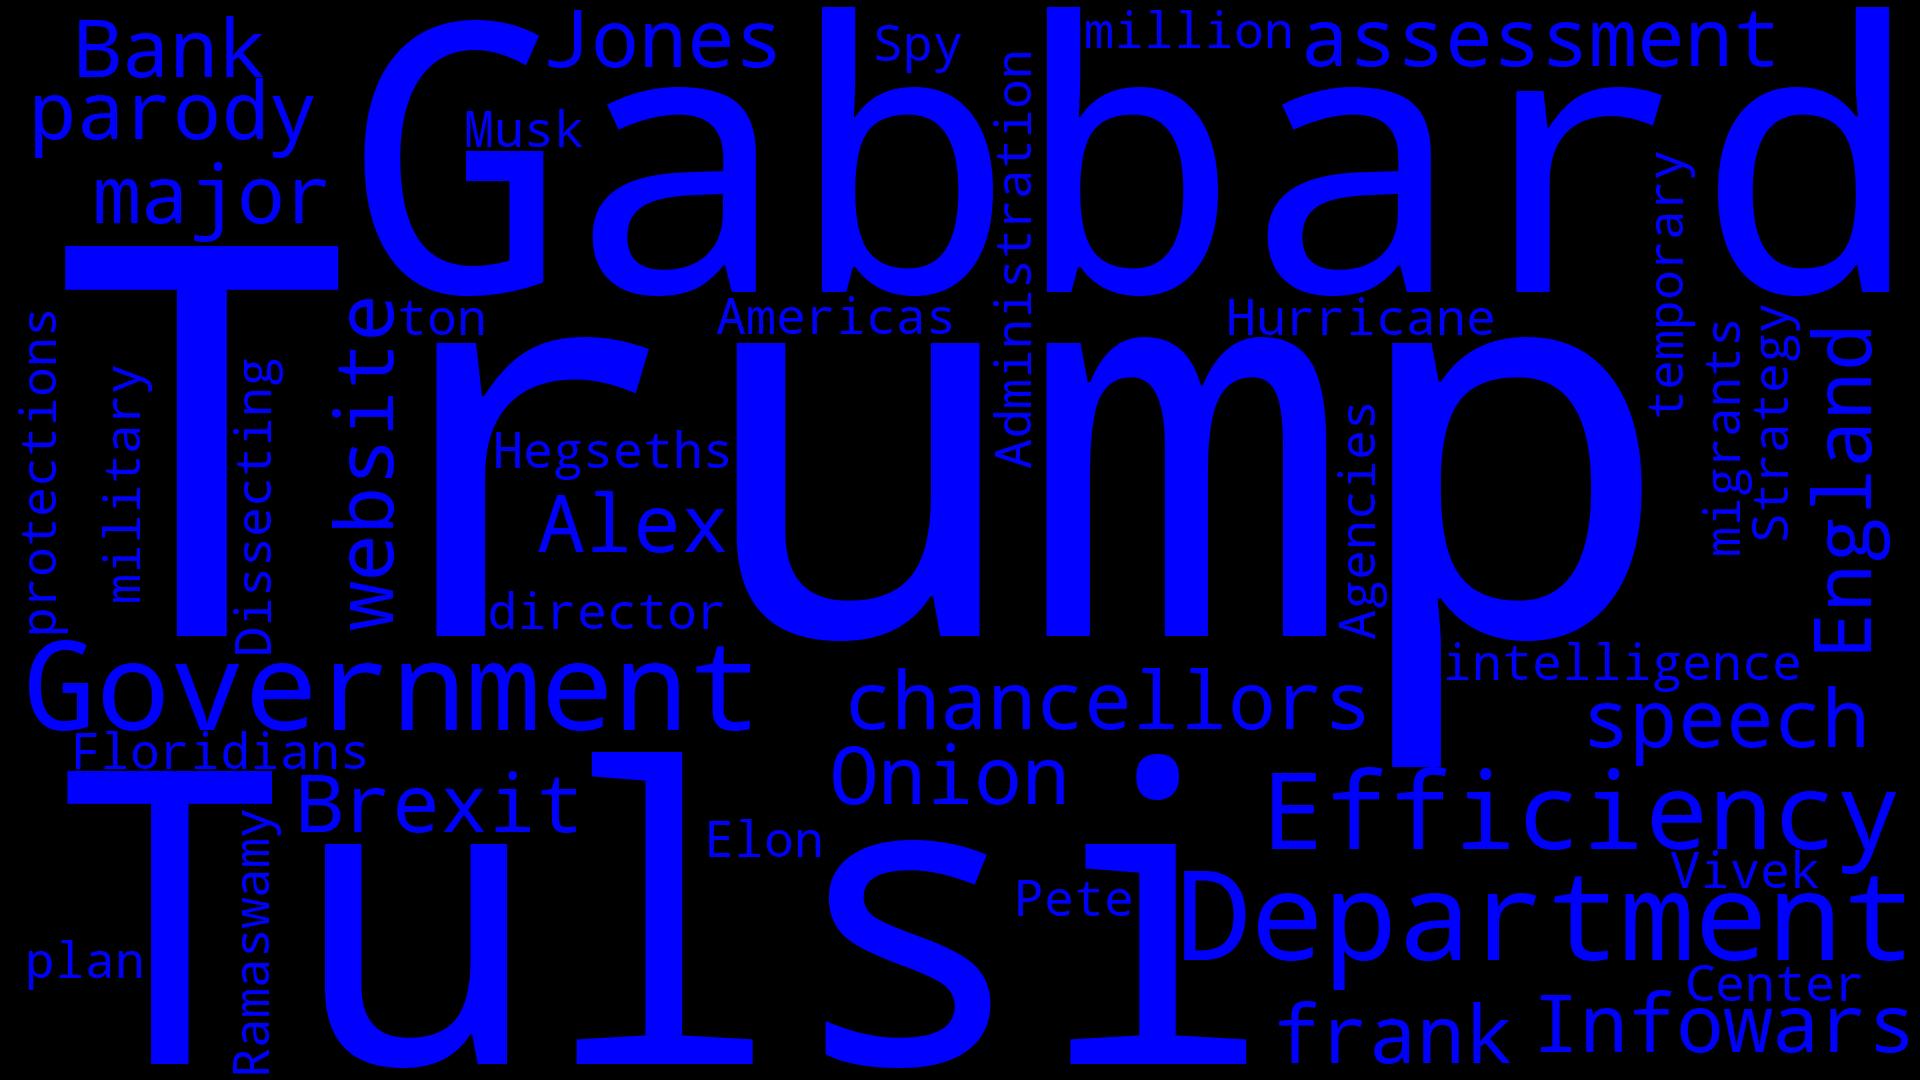 Bank
Jones
Spy
million
assessment
Gabbard
parody
Musk
major
Administration
temporary
Trump
ton
Americas
Hurricane
protections
military
Dissecting
website
Hegseths
Alex
director
Agencies
migrants
Strategy
England
Government
chancellors
intelligence
speech
Floridians
Tulsi
Brexit
Onion
Efficiency
Elon
Vivek
Pete
Department
Ramaswamy
plan
Center
frank
Infowars